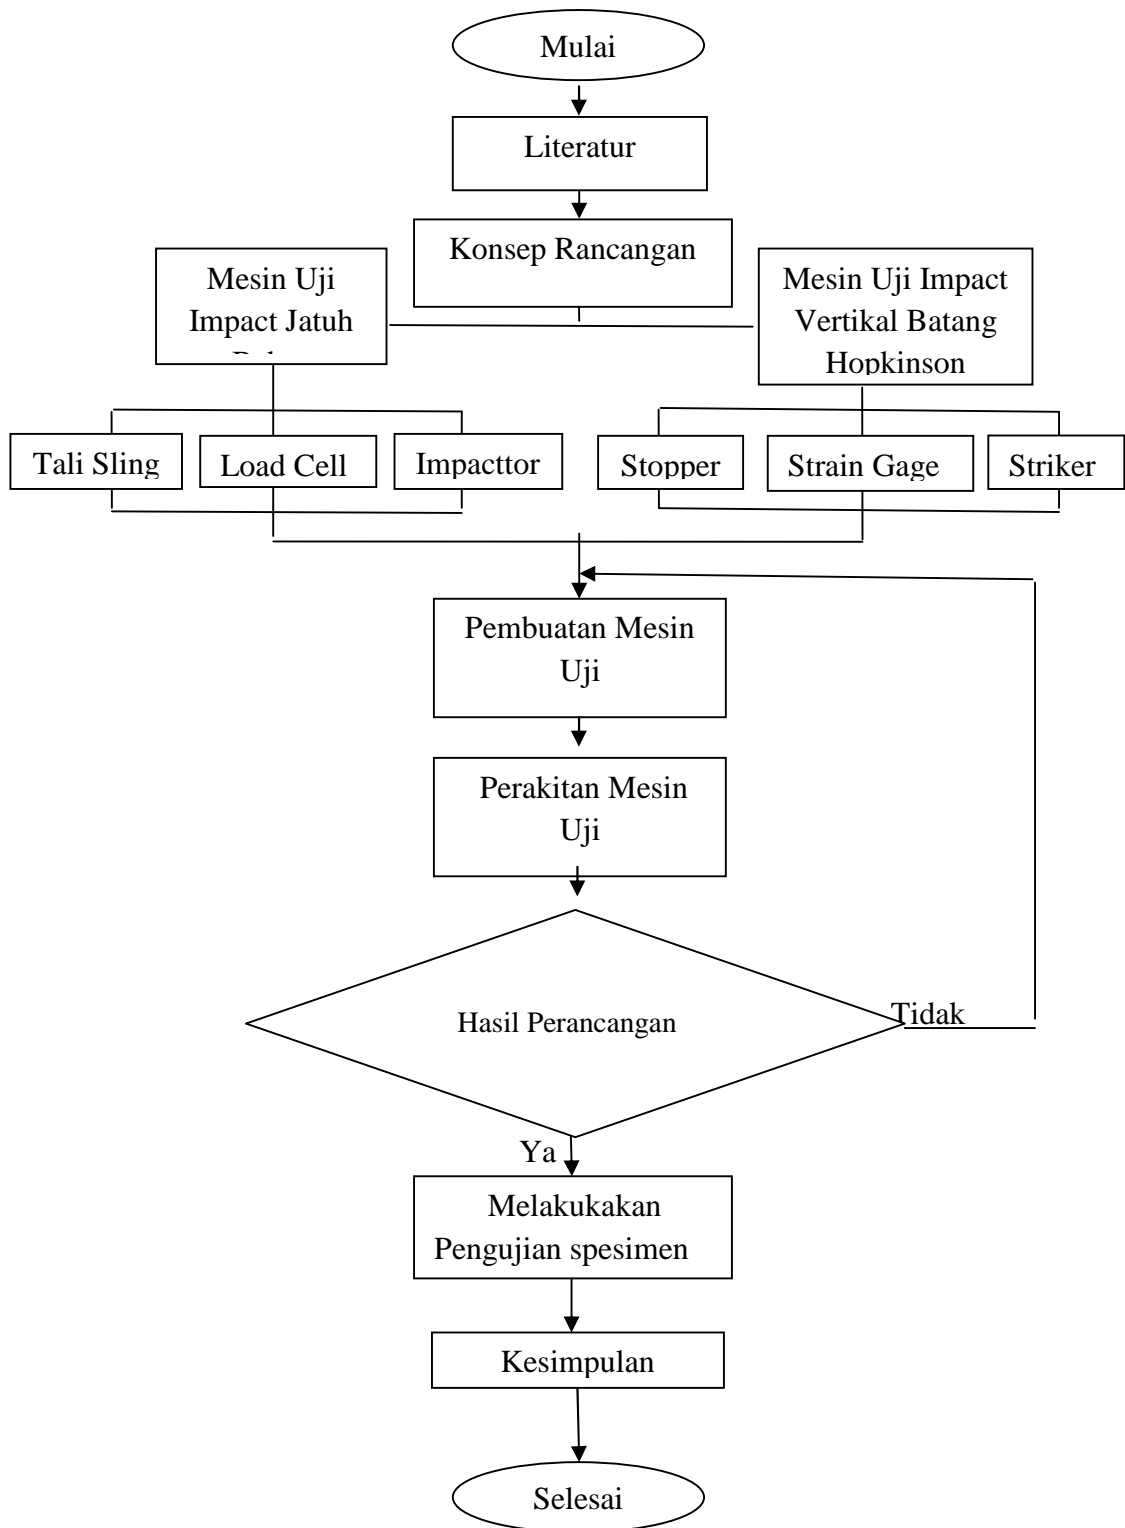 Mulai
Literatur
Konsep Rancangan
Mesin Uji
Impact Jatuh
Mesin Uji Impact
Vertikal Batang
Hopkinson
Tali Sling
Load Cell
Impacttor
Stopper
Strain Gage
Striker
Pembuatan Mesin
Uji
Perakitan Mesin
Uji
Hasil Perancangan
Tidak
Ya
Melakukakan
Pengujian spesimen
Kesimpulan
Selesai